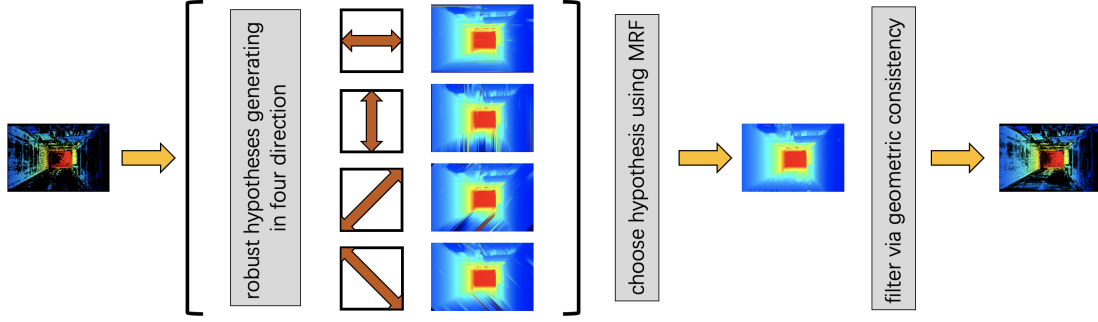 robust hypotheses generating
in four direction
choose hypothesis using MRF
filter via geometric consistency